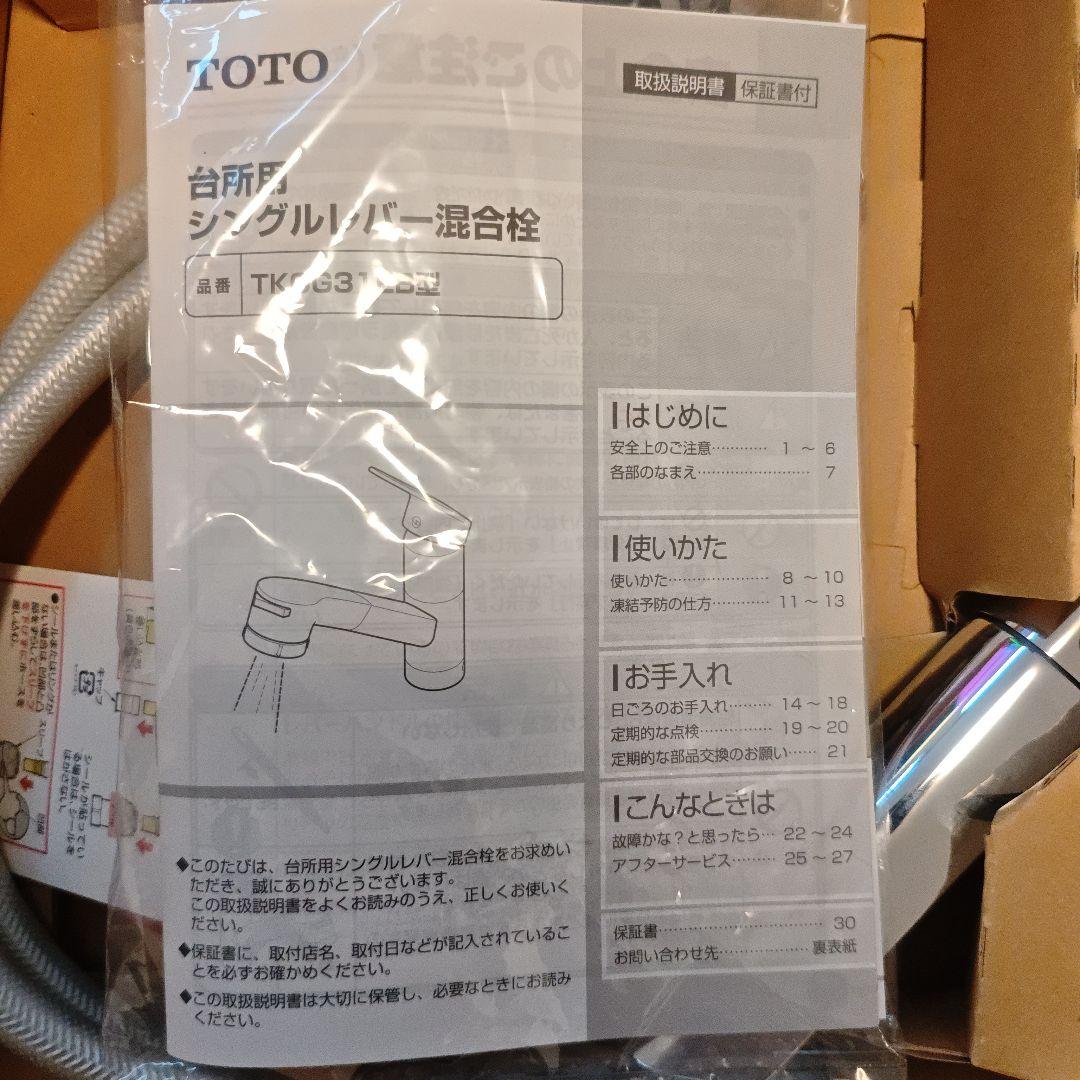 TOTO
取扱説明書 保証書付
台所用
シングルレバー混合栓
品番
はじめに
安全上のご注意………… 1 ～ 6
各部のなまえ………………… 7
使いかた
使いかた………………… 8 ～10
凍結予防の仕方………… 11～13
お手入れ
日ごろのお手入れ……… 14～18
定期的な点検…………… 19～20
定期的な部品交換のお願い…… 21
こんなときは
故障かな？と思ったら… 22～24
アフターサービス……… 25～27
保証書…………………………… 30
お問い合わせ先……………… 裏表紙
◆このたびは、台所用シングルレバー混合栓をお求めい
ただき、誠にありがとうございます。
この取扱説明書をよくお読みのうえ、正しくお使いく
ださい。
◆保証書に、取付店名、取付日などが記入されているこ
とを必ずお確かめください。
◆この取扱説明書は大切に保管し、必要なときにお読み
ください。